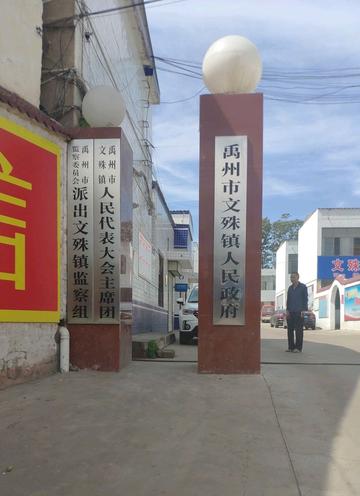 禹州市文殊镇人民政府
禹州市
文殊镇
人民代表大会主席团
禹州市
监察委员会
派出文殊镇监察组
信
文殊